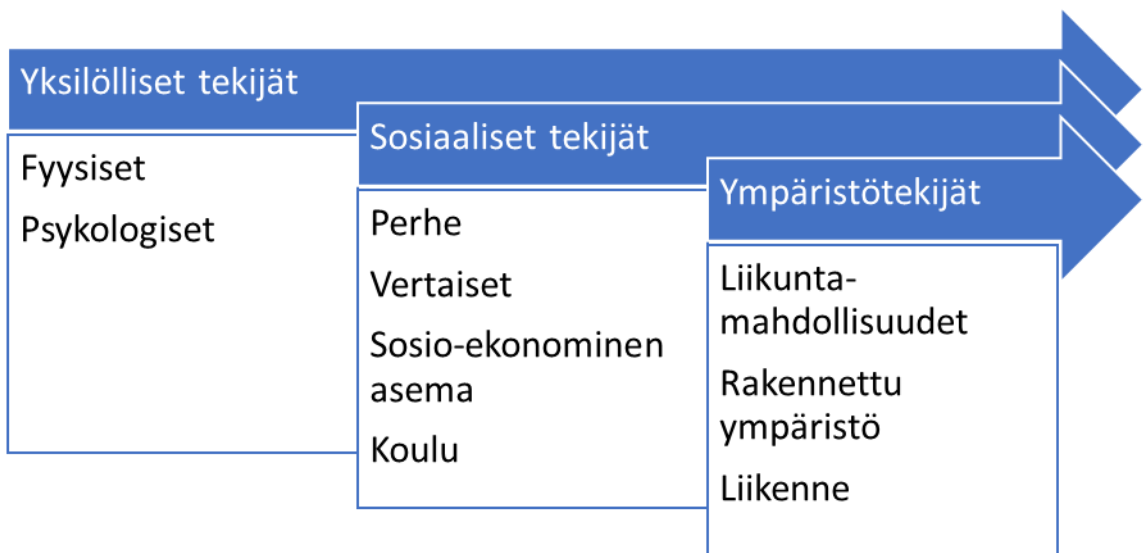 Yksilölliset tekijät
Fyysiset
Psykologiset
Sosiaaliset tekijät
Perhe
Vertaiset
Sosio-ekonominen
asema
Koulu
Ympäristötekijät
Liikunta-
mahdollisuudet
Rakennettu
ympäristö
Liikenne